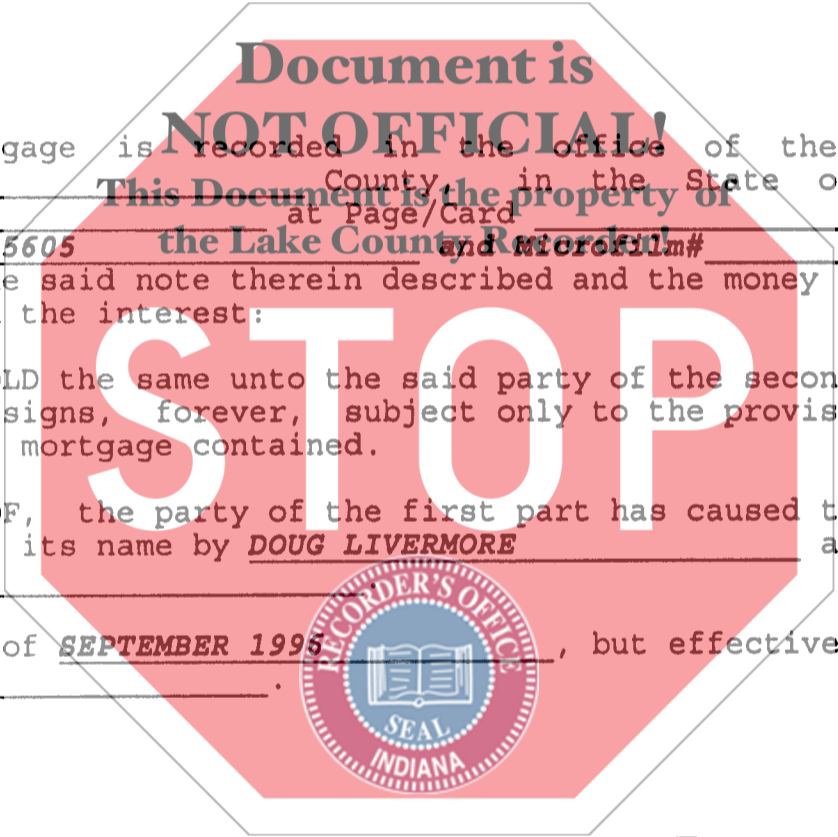 Document is
NOT OFFICIAL!
gage is recorded in the office of the
This Document is the property of
County, in the State o
at Page/Card
the Lake County Recorder!
5605 and Microfilm#
e said note therein described and the money
the interest:
STOP
LD the same unto the said party of the secon
signs, forever, subject only to the provis
mortgage contained.
F, the party of the first part has caused t
its name by DOUG LIVERMORE a
RECORDER'S OFFICE
of SEPTEMBER 1995, but effective
.
SEAL
INDIANA